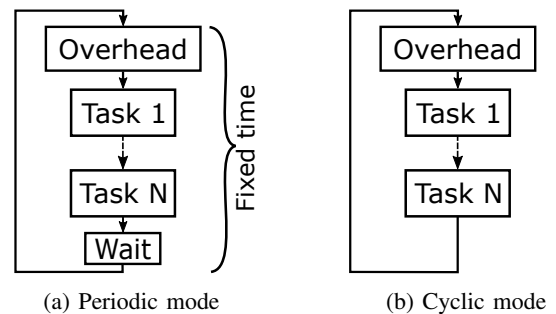 Overhead
Task 1
Task N
Wait
Fixed time
(a) Periodic mode
Overhead
Task 1
Task N
(b) Cyclic mode